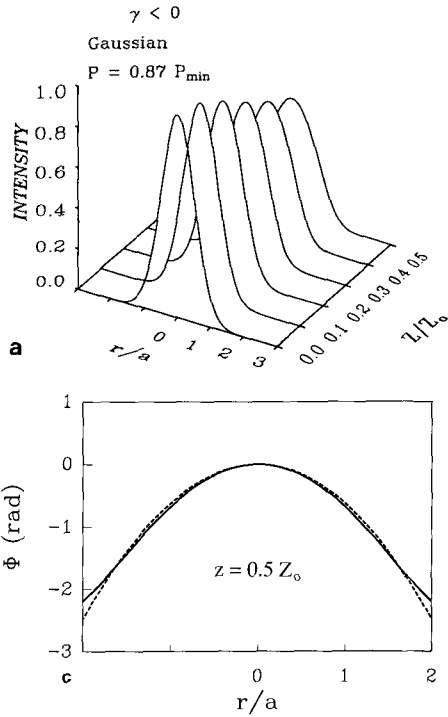 γ < 0
Gaussian
P = 0.87 P_min
INTENSITY
1.0
0.8
0.6
0.4
0.2
0.0
r/a
0
1
2
3
0.0
0.1
0.2
0.3
0.4
0.5
Z/Z_o
a
Φ (rad)
1
0
-1
-2
-3
z = 0.5 Z_o
0
1
2
r/a
c